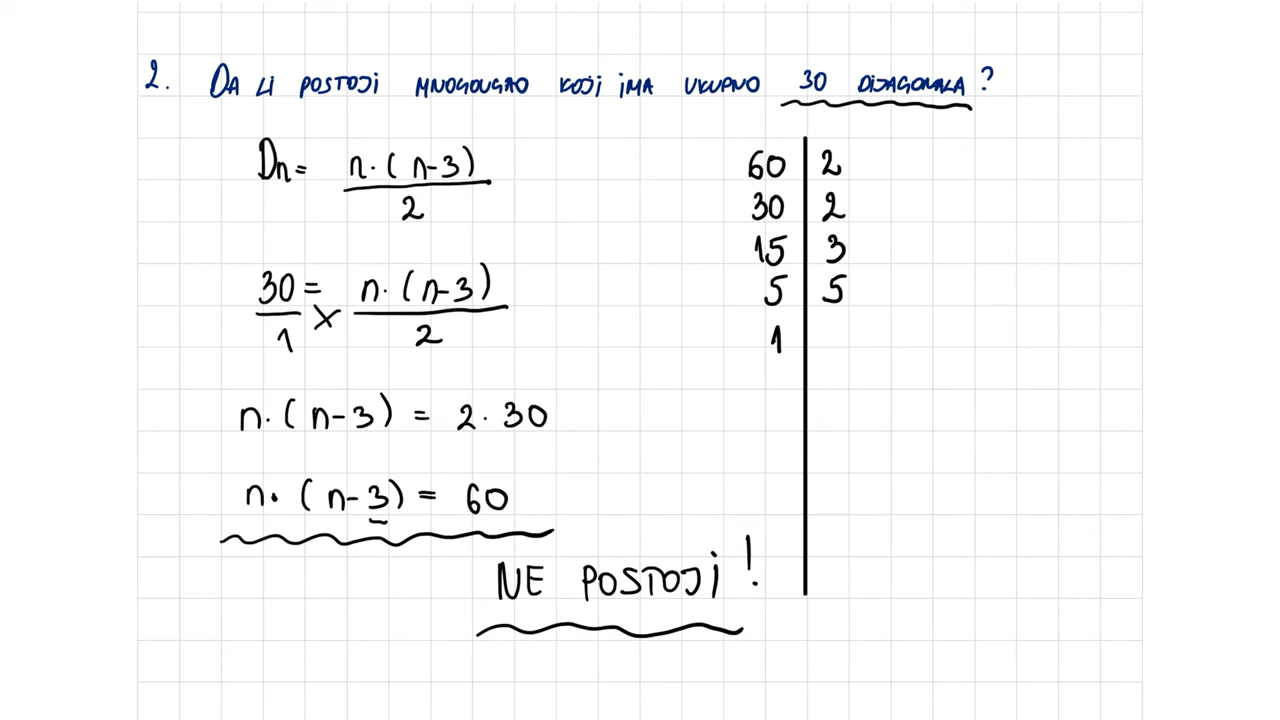 2. DA LI POSTOJI MNOGOUGAO KOJI IMA UKUPNO 30 DIJAGONALA?
Dn = n·(n-3)
2
30 = n·(n-3)
1 2
n·(n-3) = 2·30
n·(n-3) = 60
NE POSTOJI!
60 | 2
30 | 2
15 | 3
5 | 5
1 |